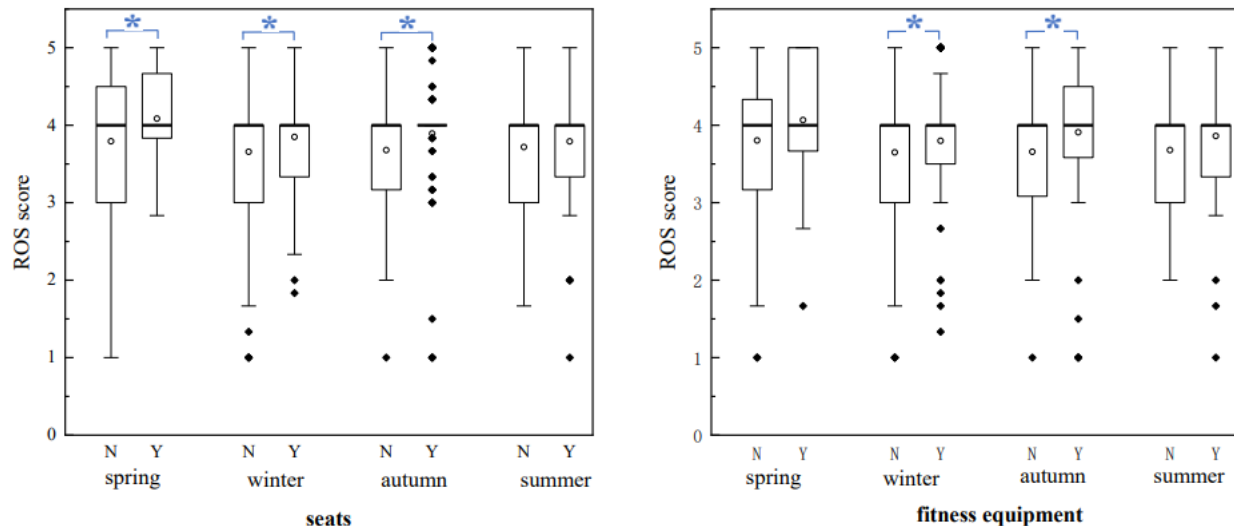 * * *
5
4
3
2
1
0
ROS score
N Y N Y N Y N Y
spring winter autumn summer
seats
* *
5
4
3
2
1
0
ROS score
N Y N Y N Y N Y
spring winter autumn summer
fitness equipment